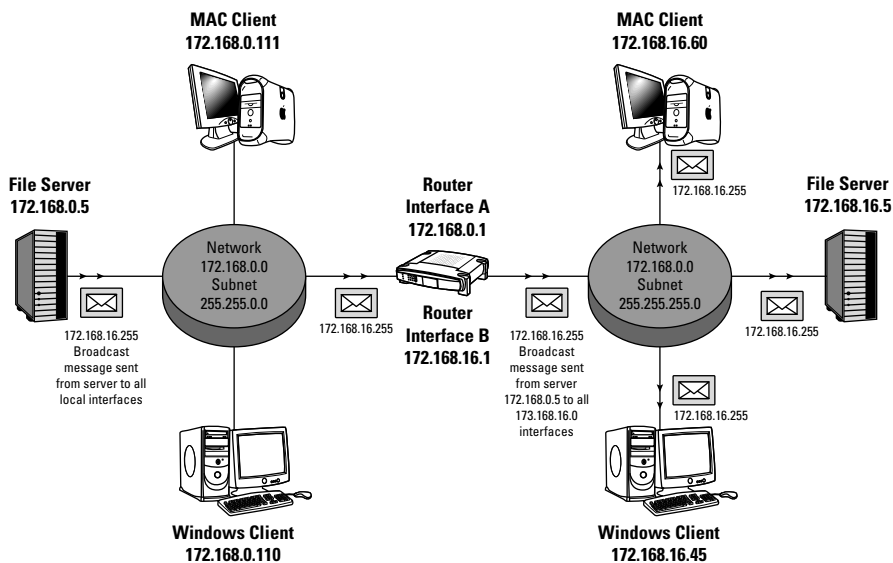 MAC Client
172.168.0.111
MAC Client
172.168.16.60
172.168.16.255
File Server
172.168.0.5
Router
Interface A
172.168.0.1
File Server
172.168.16.5
Network
172.168.0.0
Subnet
255.255.0.0
Network
172.168.0.0
Subnet
255.255.255.0
172.168.16.255
Broadcast
message sent
from server to all
local interfaces
172.168.16.255
Router
Interface B
172.168.16.1
172.168.16.255
Broadcast
message sent
from server
172.168.0.5 to all
173.168.16.0
interfaces
172.168.16.255
172.168.16.255
Windows Client
172.168.0.110
Windows Client
172.168.16.45